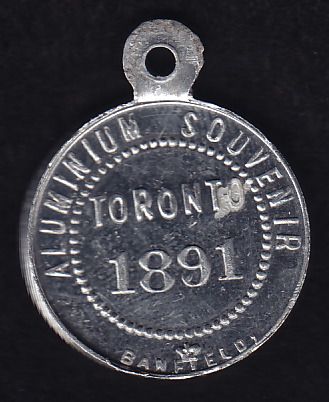 ALUMINIUM SOUVENIR
TORONTO
1891
BANFIELD,